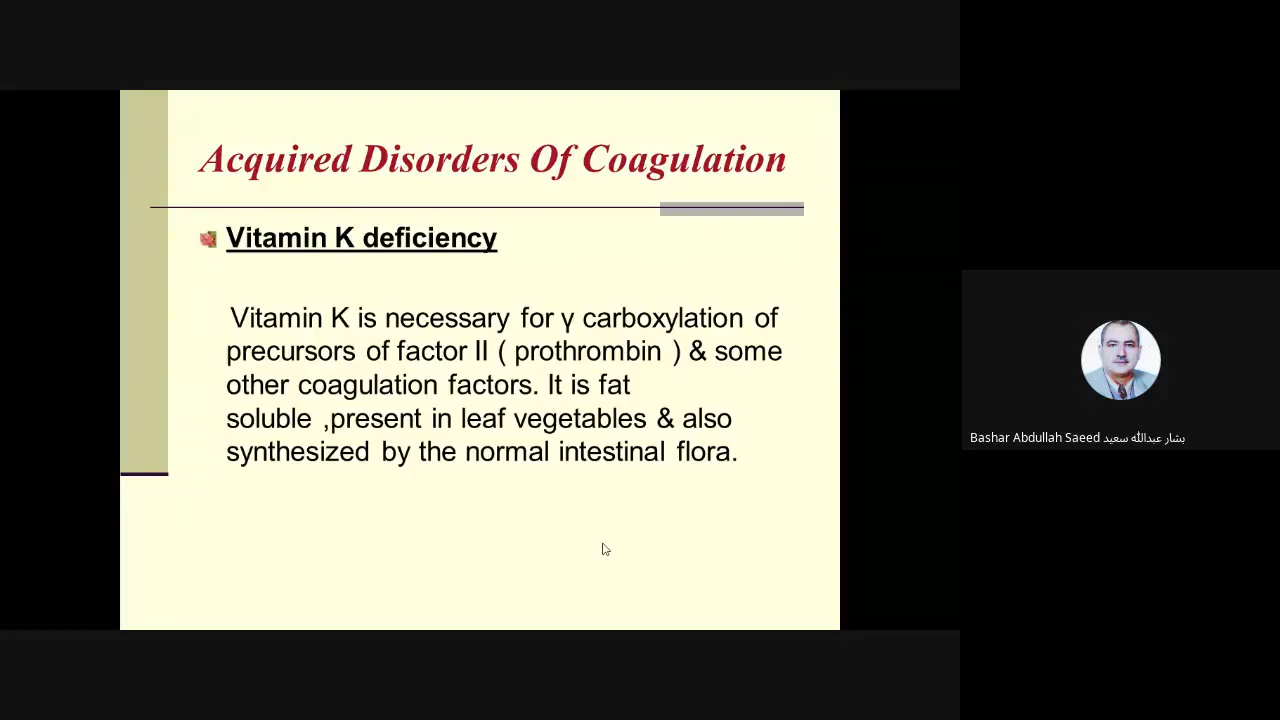 Acquired Disorders Of Coagulation
Vitamin K deficiency
Vitamin K is necessary for γ carboxylation of
precursors of factor II ( prothrombin ) & some
other coagulation factors. It is fat
soluble ,present in leaf vegetables & also
synthesized by the normal intestinal flora.
Bashar Abdullah Saeed بشار عبدالله سعيد